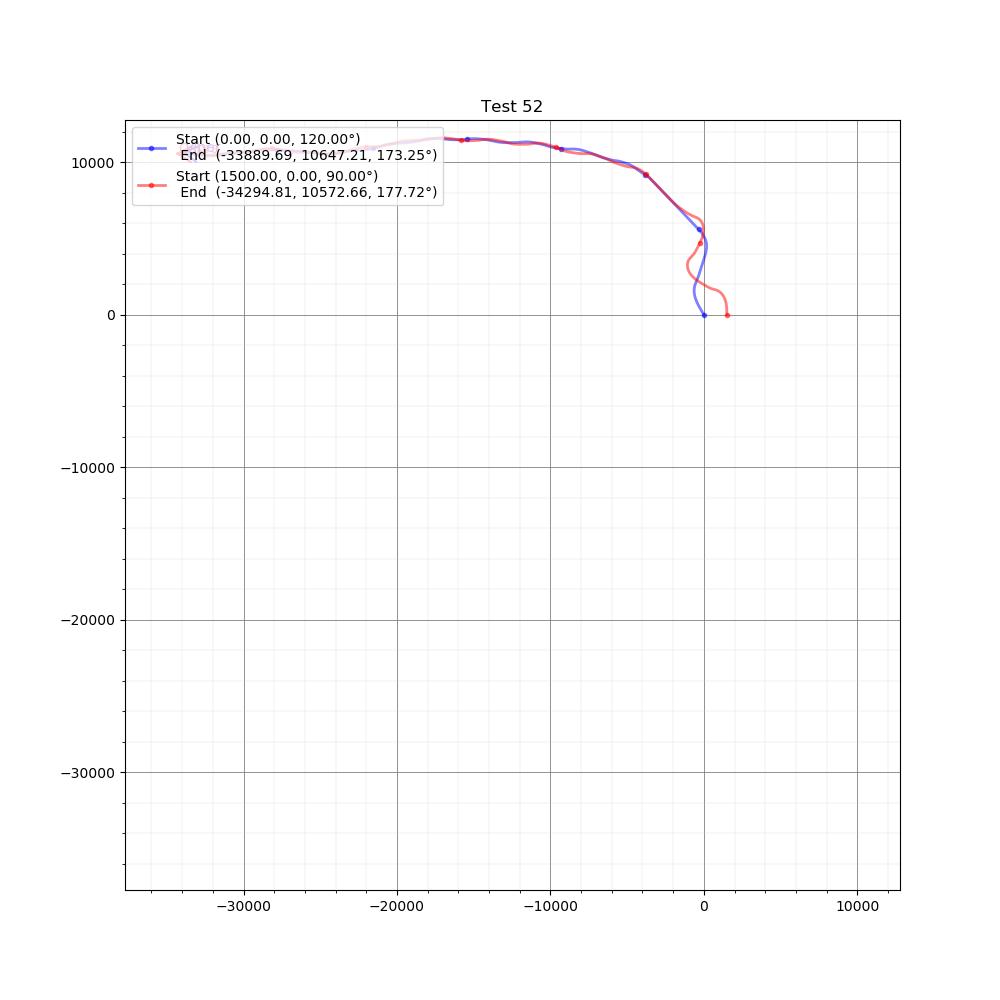 Test 52
Start (0.00, 0.00, 120.00°)
End (-33889.69, 10647.21, 173.25°)
Start (1500.00, 0.00, 90.00°)
End (-34294.81, 10572.66, 177.72°)
10000
0
−10000
−20000
−30000
−30000 −20000 −10000 0 10000